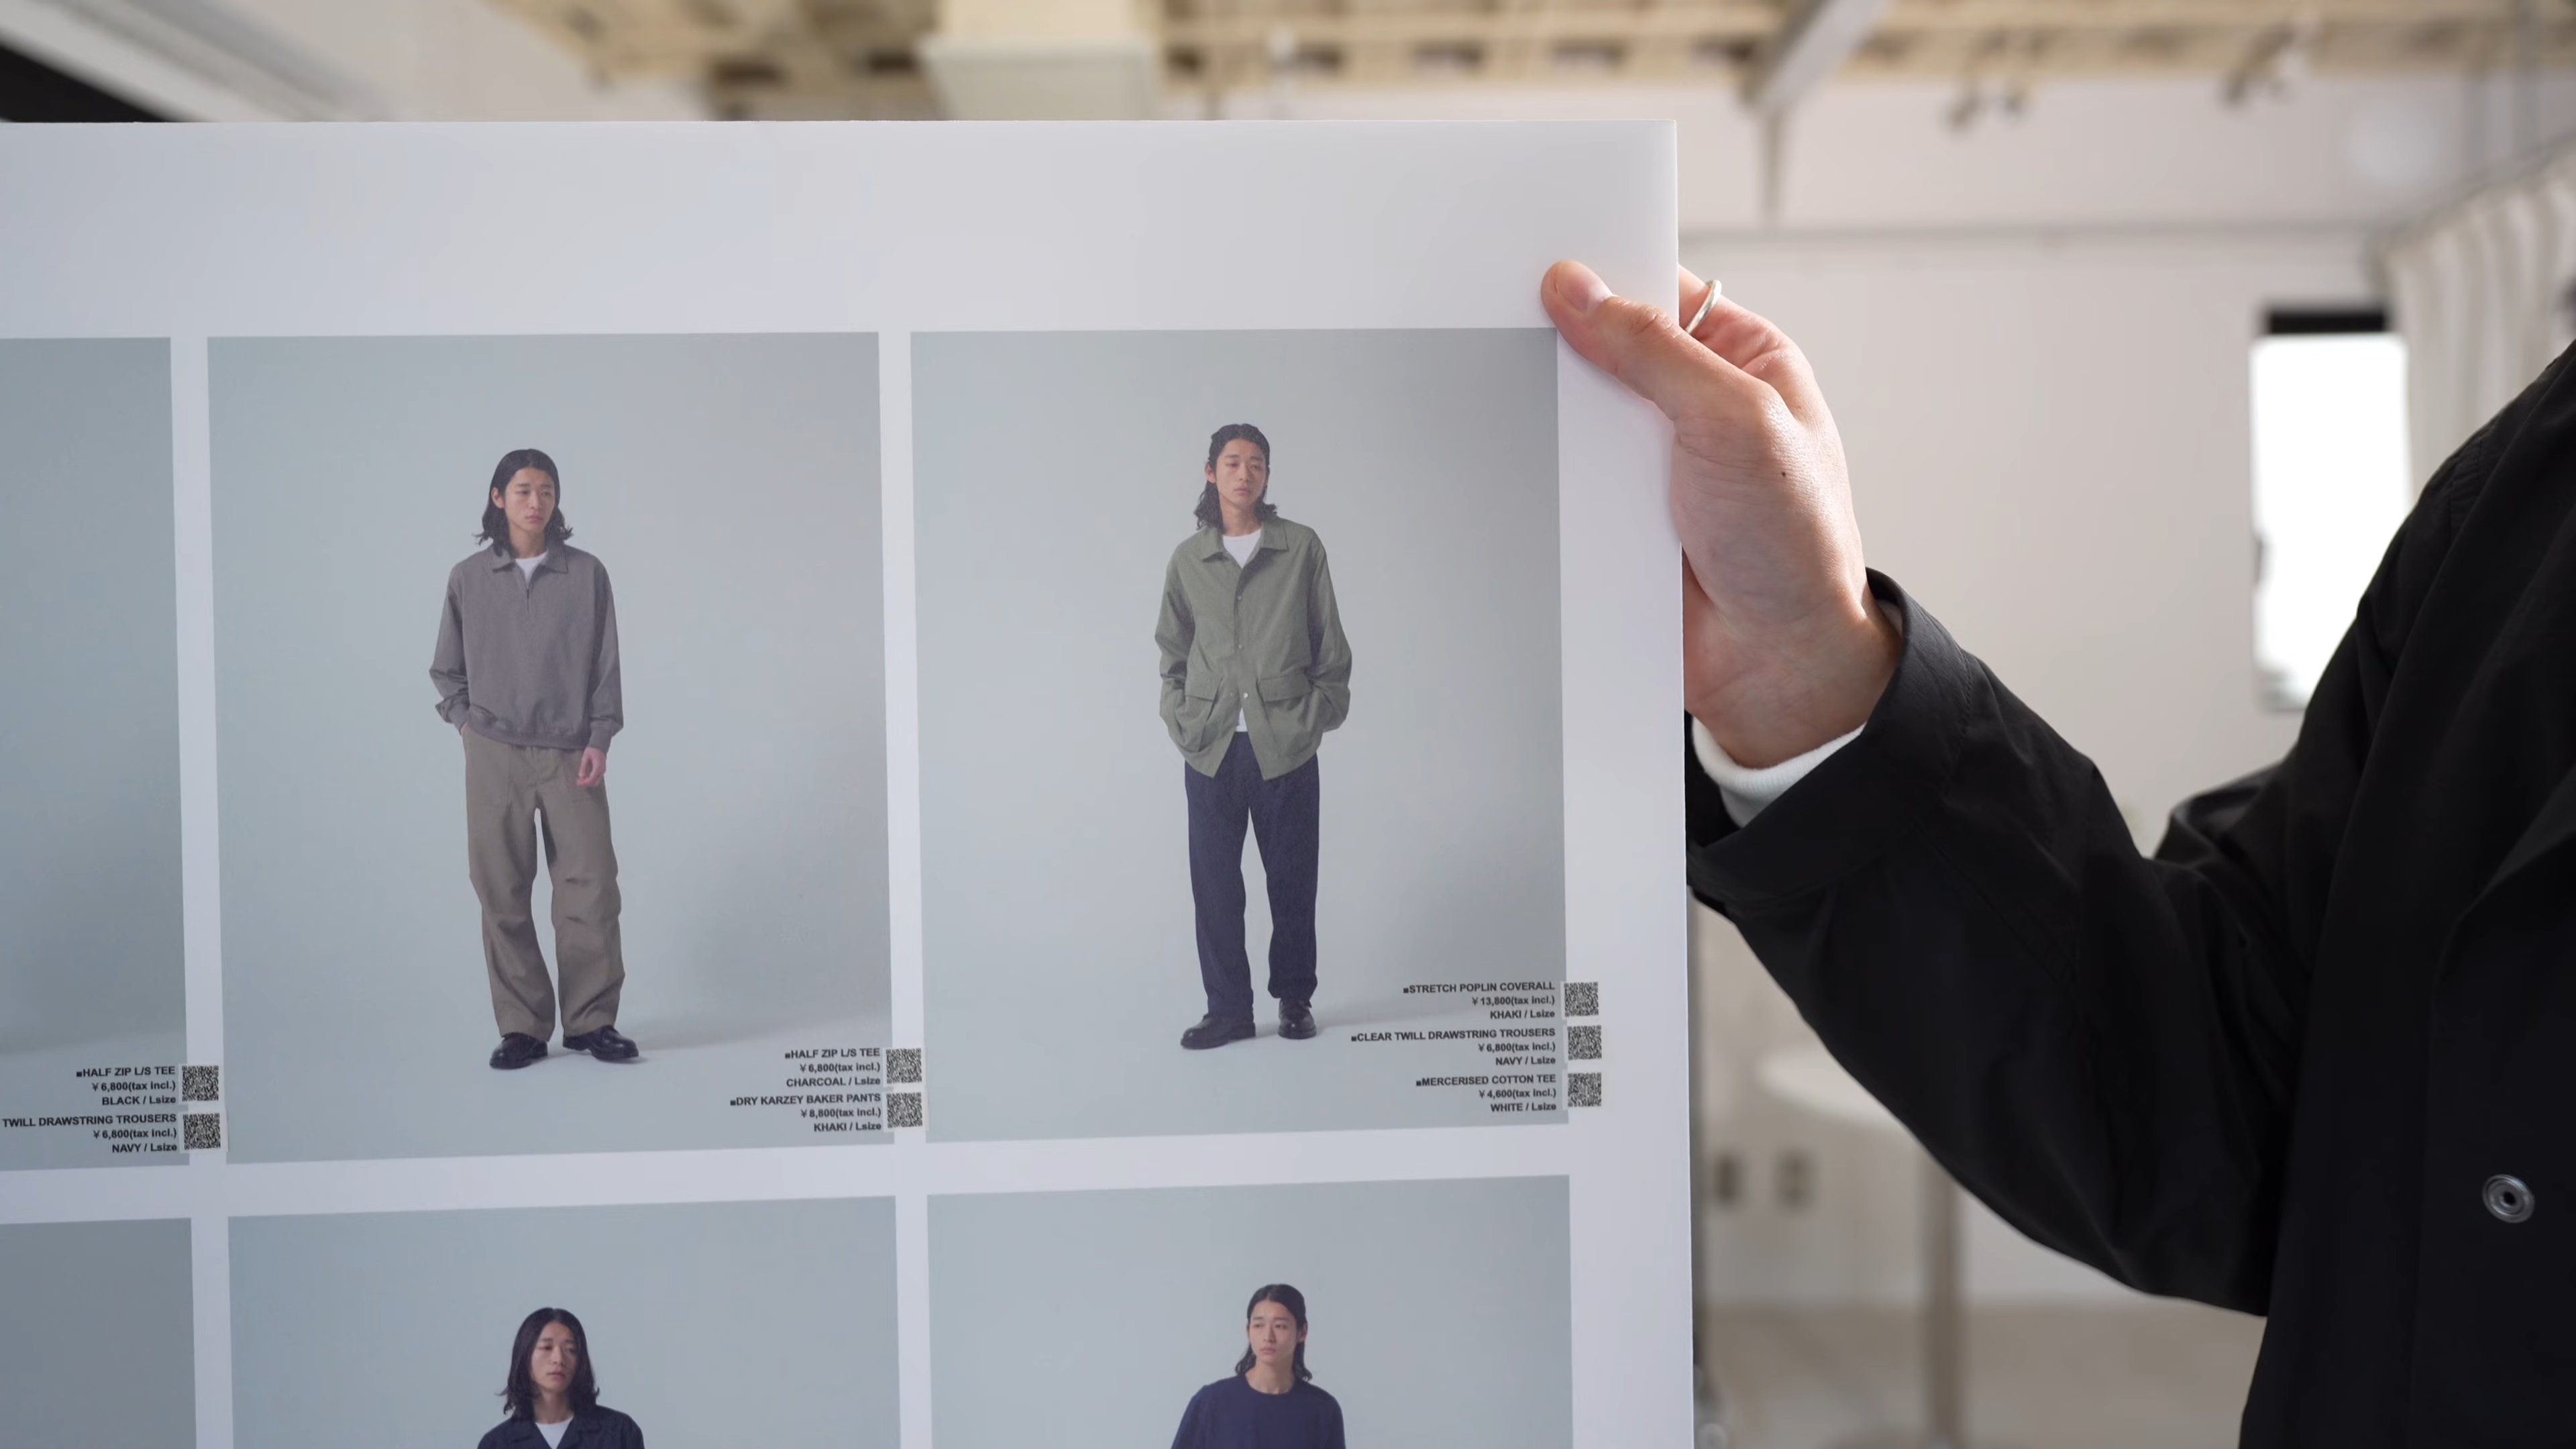 ■HALF ZIP L/S TEE
¥6,800(tax incl.)
BLACK / Lsize
TWILL DRAWSTRING TROUSERS
¥6,800(tax incl.)
NAVY / Lsize
■HALF ZIP L/S TEE
¥6,800(tax incl.)
CHARCOAL / Lsize
■DRY KARZEY BAKER PANTS
¥8,800(tax incl.)
KHAKI / Lsize
■STRETCH POPLIN COVERALL
¥13,800(tax incl.)
KHAKI / Lsize
■CLEAR TWILL DRAWSTRING TROUSERS
¥6,800(tax incl.)
NAVY / Lsize
■MERCERISED COTTON TEE
¥4,600(tax incl.)
WHITE / Lsize